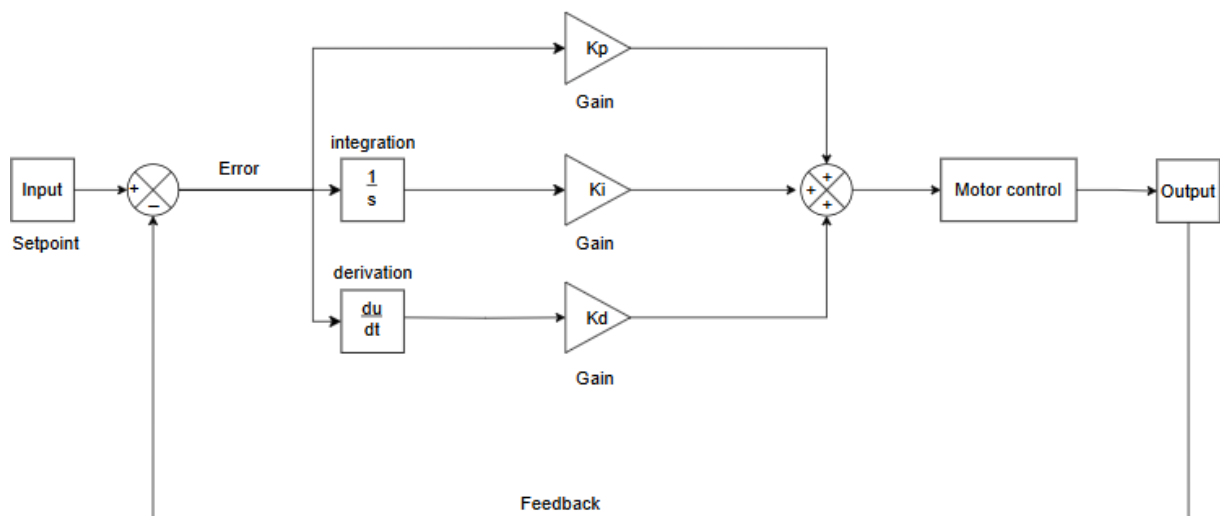 Kp
Gain
integration
Error
Input
+
−
1
s
Ki
+
+
+
Motor control
Output
Setpoint
Gain
derivation
du
dt
Kd
Gain
Feedback